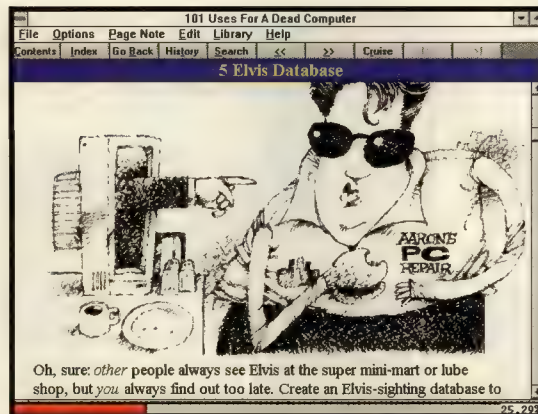 101 Uses For A Dead Computer
File Options Page Note Edit Library Help
Contents Index Go Back History Search << >> Cruise
5 Elvis Database
AARON'S
PC
REPAIR
Oh, sure: other people always see Elvis at the super mini-mart or lube
shop, but you always find out too late. Create an Elvis-sighting database to